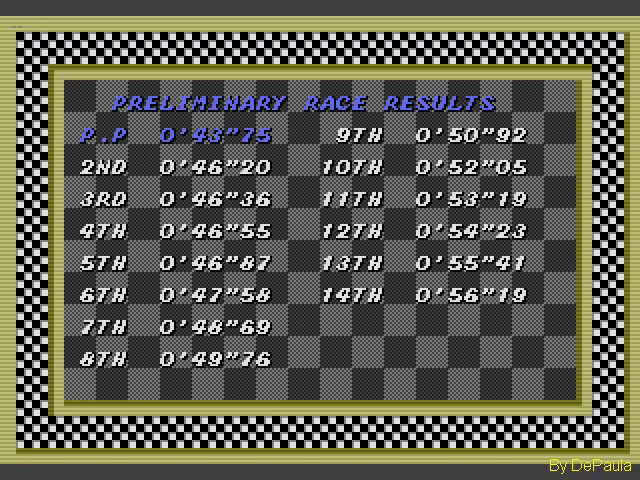 PRELIMINARY RACE RESULTS
P.P 0'43"75 9TH 0'50"92
2ND 0'46"20 10TH 0'52"05
3RD 0'46"36 11TH 0'53"19
4TH 0'46"55 12TH 0'54"23
5TH 0'46"87 13TH 0'55"41
6TH 0'47"58 14TH 0'56"19
7TH 0'48"69
8TH 0'49"76
By DePaula